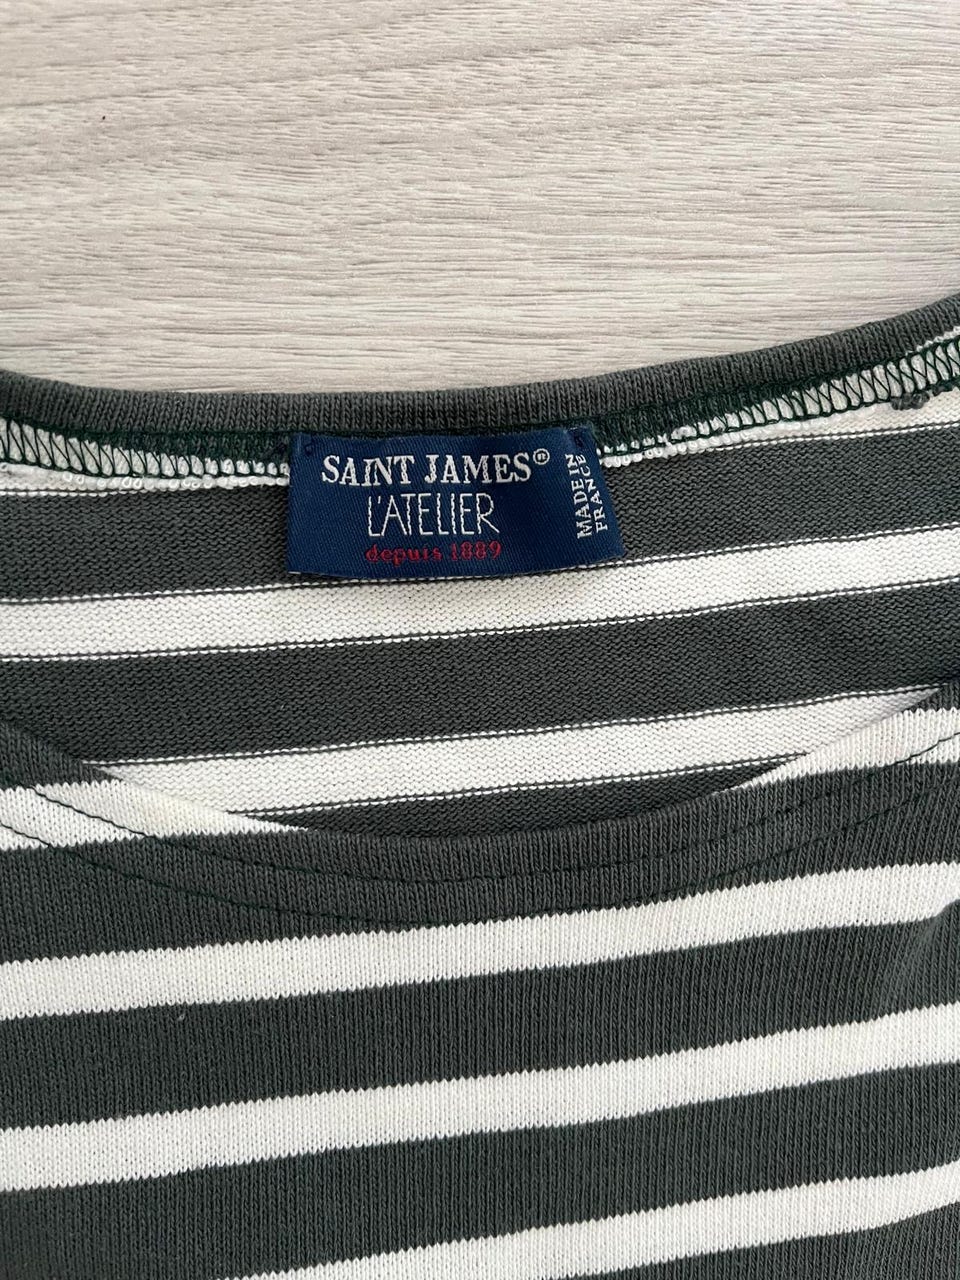 SAINT JAMES®
L'ATELIER
depuis 1889
MADE IN
FRANCE